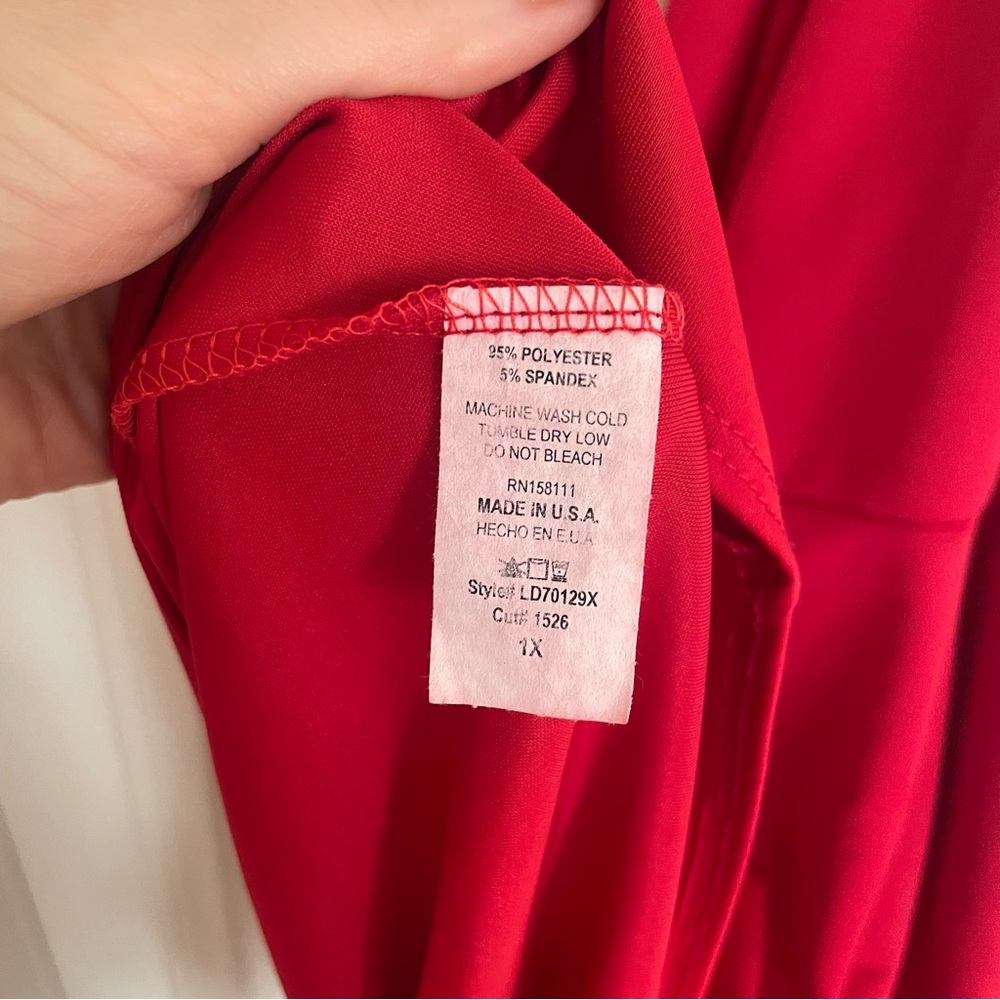 95% POLYESTER
5% SPANDEX
MACHINE WASH COLD
TUMBLE DRY LOW
DO NOT BLEACH
RN158111
MADE IN U.S.A.
HECHO EN E.U.A.
Style# LD70129X
Cut# 1526
1X